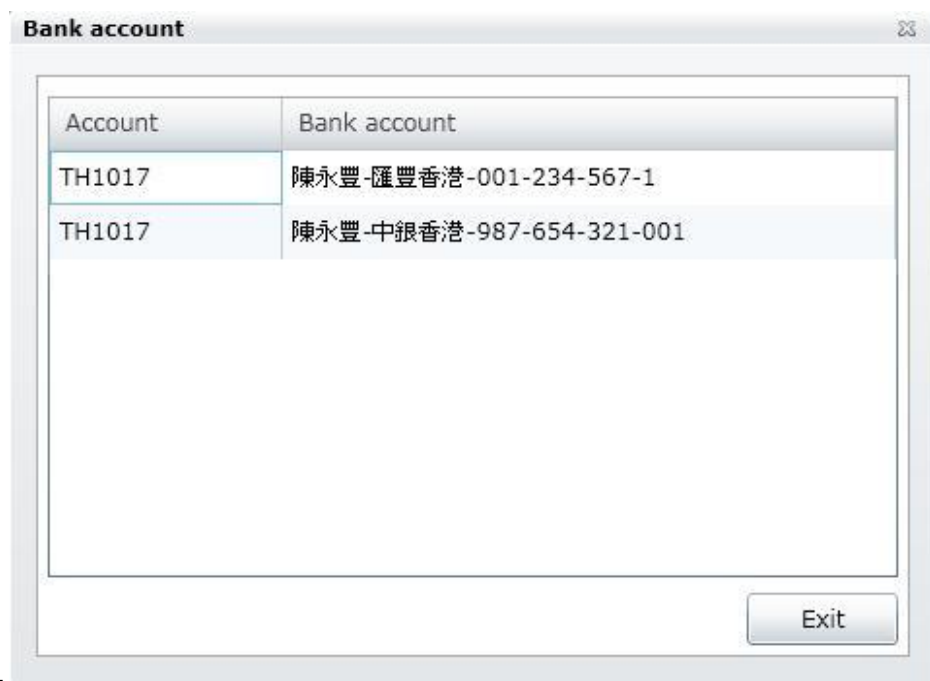 Bank account
Account Bank account
TH1017 陳永豐-匯豐香港-001-234-567-1
TH1017 陳永豐-中銀香港-987-654-321-001
Exit